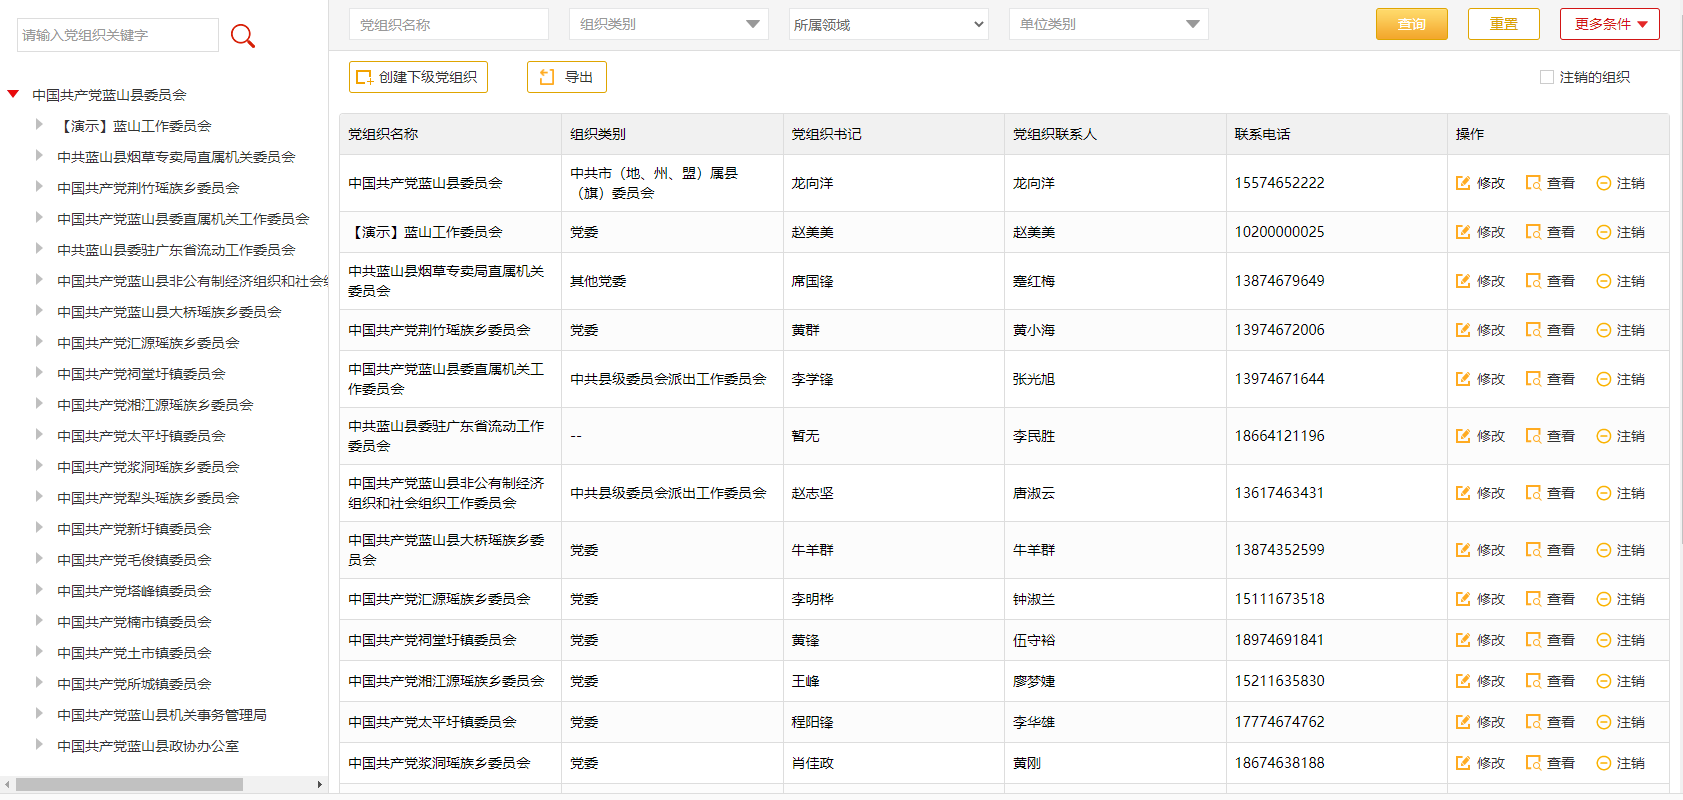 请输入党组织关键字
中国共产党蓝山县委员会
【演示】蓝山工作委员会
中共蓝山县烟草专卖局直属机关委员会
中国共产党荆竹瑶族乡委员会
中国共产党蓝山县委直属机关工作委员会
中共蓝山县委驻广东省流动工作委员会
中国共产党蓝山县非公有制经济组织和社会
中国共产党蓝山县大桥瑶族乡委员会
中国共产党汇源瑶族乡委员会
中国共产党祠堂圩镇委员会
中国共产党湘江源瑶族乡委员会
中国共产党太平圩镇委员会
中国共产党浆洞瑶族乡委员会
中国共产党犁头瑶族乡委员会
中国共产党新圩镇委员会
中国共产党毛俊镇委员会
中国共产党塔峰镇委员会
中国共产党楠市镇委员会
中国共产党土市镇委员会
中国共产党所城镇委员会
中国共产党蓝山县机关事务管理局
中国共产党蓝山县政协办公室
党组织名称 组织类别 所属领域 单位类别 查询 重置 更多条件
创建下级党组织 导出 注销的组织
党组织名称 组织类别 党组织书记 党组织联系人 联系电话 操作
中国共产党蓝山县委员会 中共市（地、州、盟）属县
（旗）委员会 龙向洋 龙向洋 15574652222 修改 查看 注销
【演示】蓝山工作委员会 党委 赵美美 赵美美 10200000025 修改 查看 注销
中共蓝山县烟草专卖局直属机关
委员会 其他党委 席国锋 蹇红梅 13874679649 修改 查看 注销
中国共产党荆竹瑶族乡委员会 党委 黄群 黄小海 13974672006 修改 查看 注销
中国共产党蓝山县委直属机关工
作委员会 中共县级委员会派出工作委员会 李学锋 张光旭 13974671644 修改 查看 注销
中共蓝山县委驻广东省流动工作
委员会 -- 暂无 李民胜 18664121196 修改 查看 注销
中国共产党蓝山县非公有制经济
组织和社会组织工作委员会 中共县级委员会派出工作委员会 赵志坚 唐淑云 13617463431 修改 查看 注销
中国共产党蓝山县大桥瑶族乡委
员会 党委 牛羊群 牛羊群 13874352599 修改 查看 注销
中国共产党汇源瑶族乡委员会 党委 李明桦 钟淑兰 15111673518 修改 查看 注销
中国共产党祠堂圩镇委员会 党委 黄锋 伍守裕 18974691841 修改 查看 注销
中国共产党湘江源瑶族乡委员会 党委 王峰 廖梦婕 15211635830 修改 查看 注销
中国共产党太平圩镇委员会 党委 程阳锋 李华雄 17774674762 修改 查看 注销
中国共产党浆洞瑶族乡委员会 党委 肖佳政 黄刚 18674638188 修改 查看 注销